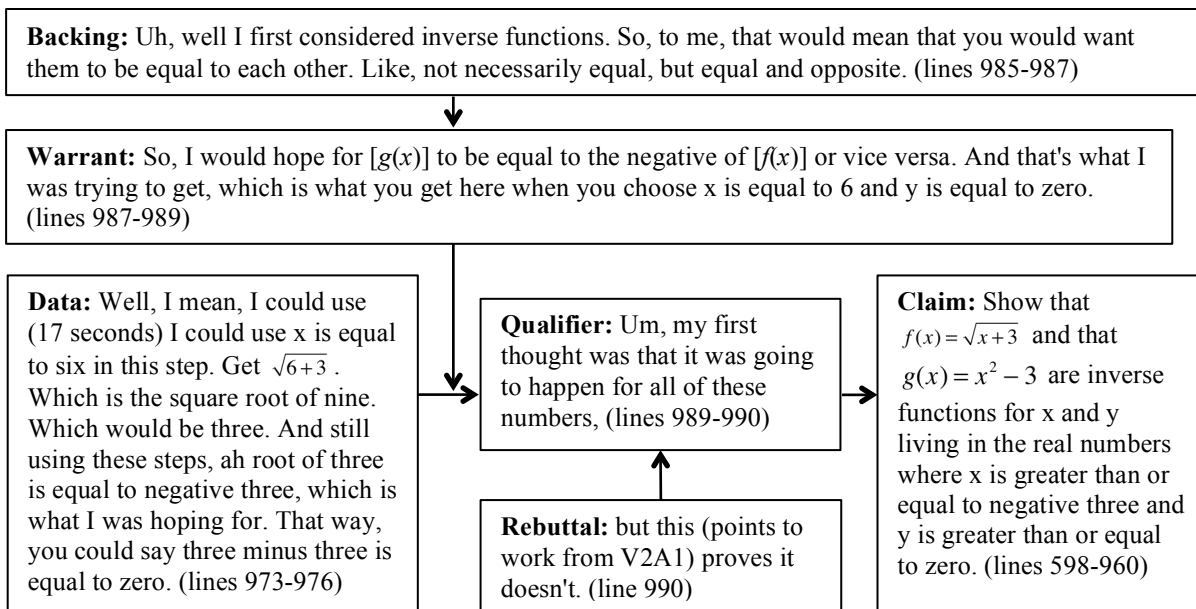 Backing: Uh, well I first considered inverse functions. So, to me, that would mean that you would want
them to be equal to each other. Like, not necessarily equal, but equal and opposite. (lines 985-987)
Warrant: So, I would hope for [g(x)] to be equal to the negative of [f(x)] or vice versa. And that's what I
was trying to get, which is what you get here when you choose x is equal to 6 and y is equal to zero.
(lines 987-989)
Data: Well, I mean, I could use
(17 seconds) I could use x is equal
to six in this step. Get √6+3 .
Which is the square root of nine.
Which would be three. And still
using these steps, ah root of three
is equal to negative three, which is
what I was hoping for. That way,
you could say three minus three is
equal to zero. (lines 973-976)
Qualifier: Um, my first
thought was that it was going
to happen for all of these
numbers, (lines 989-990)
Rebuttal: but this (points to
work from V2A1) proves it
doesn't. (line 990)
Claim: Show that
f(x) = √x+3 and that
g(x) = x² − 3 are inverse
functions for x and y
living in the real numbers
where x is greater than or
equal to negative three and
y is greater than or equal
to zero. (lines 598-960)